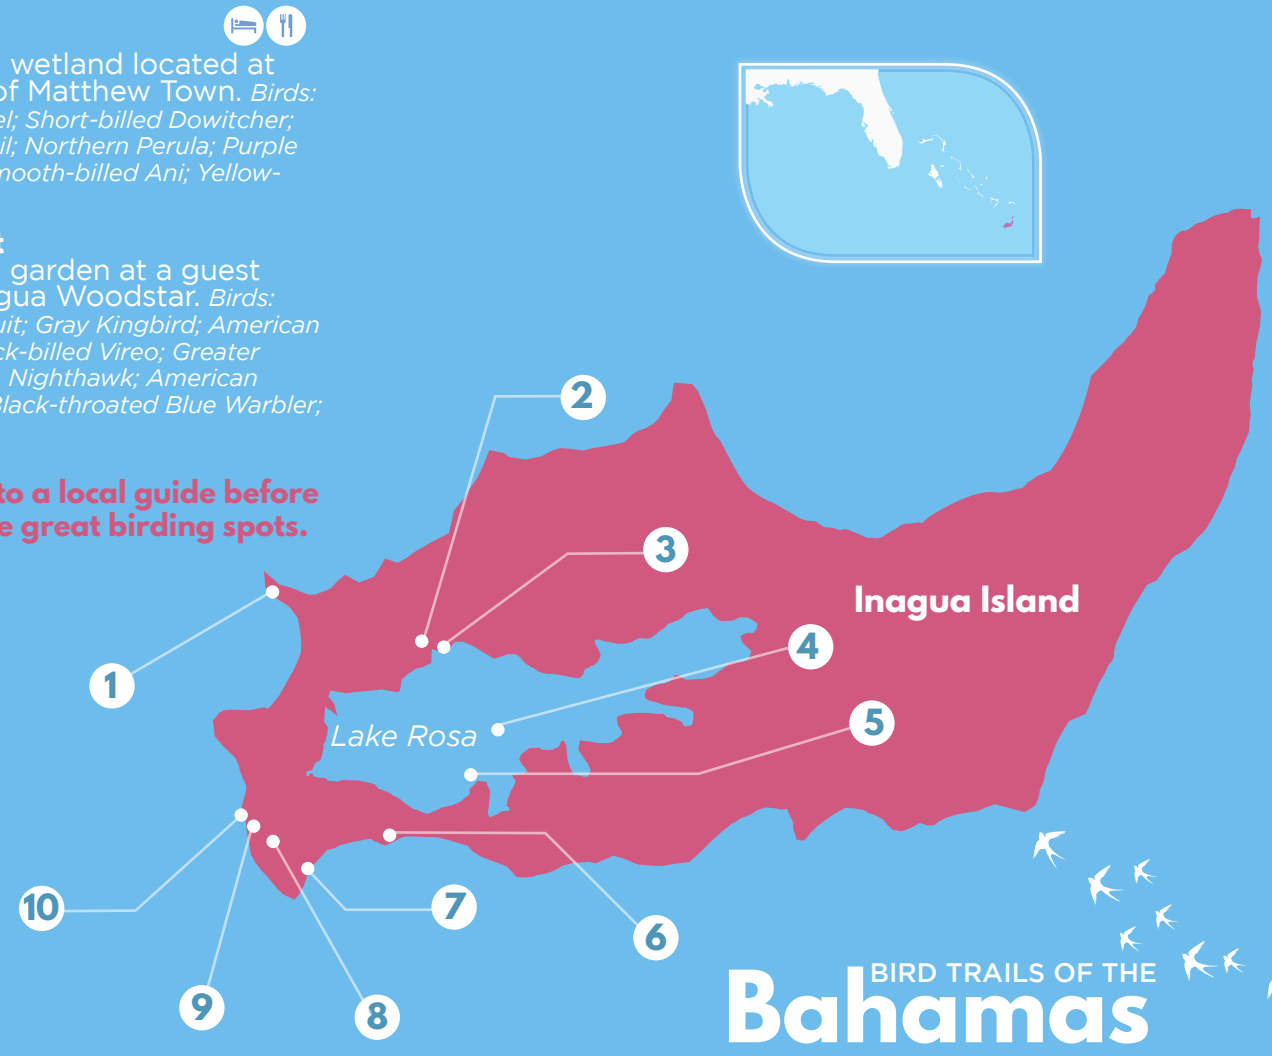 wetland located at
of Matthew Town. Birds:
el; Short-billed Dowitcher;
il; Northern Perula; Purple
mooth-billed Ani; Yellow-
t
garden at a guest
gua Woodstar. Birds:
uit; Gray Kingbird; American
ck-billed Vireo; Greater
Nighthawk; American
Black-throated Blue Warbler;
to a local guide before
e great birding spots.
2
3
Inagua Island
4
1
5
Lake Rosa
10
7
6
9
8
BIRD TRAILS OF THE
Bahamas